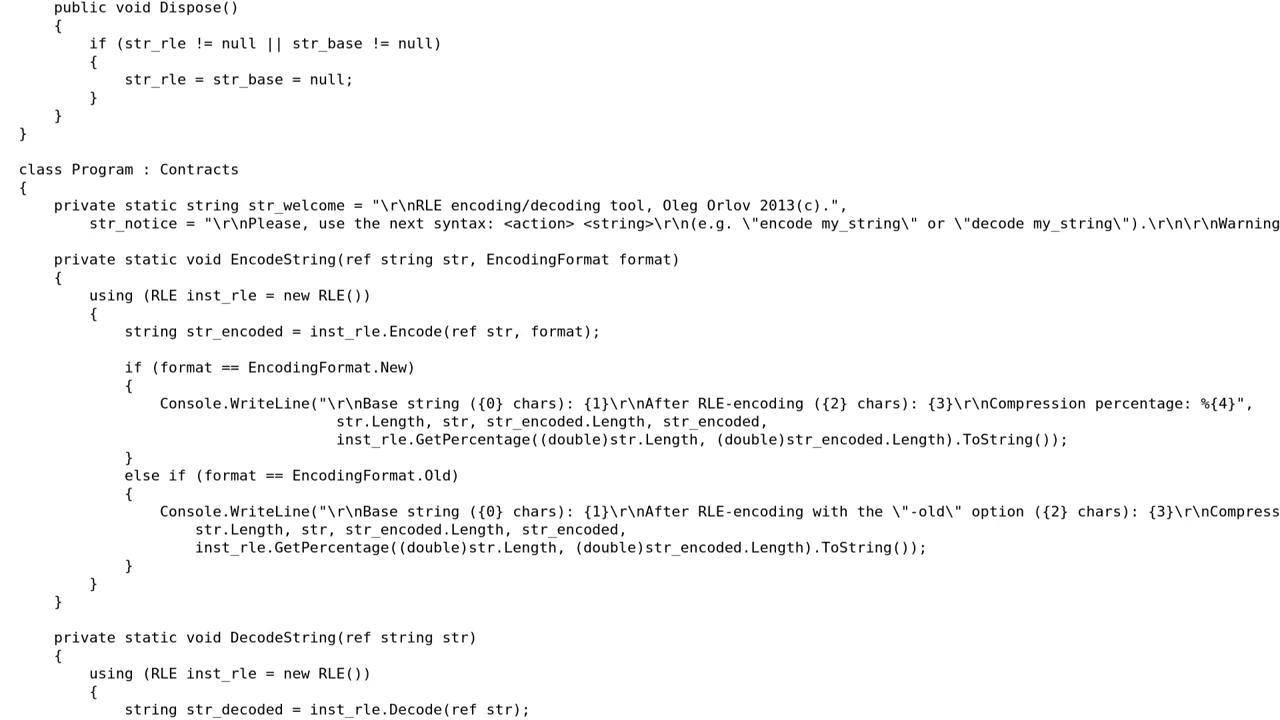 public void Dispose()
    {
        if (str_rle != null || str_base != null)
        {
            str_rle = str_base = null;
        }
    }
}

class Program : Contracts
{
    private static string str_welcome = "\r\nRLE encoding/decoding tool, Oleg Orlov 2013(c).",
        str_notice = "\r\nPlease, use the next syntax: <action> <string>\r\n(e.g. \"encode my_string\" or \"decode my_string\").\r\n\r\nWarning

    private static void EncodeString(ref string str, EncodingFormat format)
    {
        using (RLE inst_rle = new RLE())
        {
            string str_encoded = inst_rle.Encode(ref str, format);

            if (format == EncodingFormat.New)
            {
                Console.WriteLine("\r\nBase string ({0} chars): {1}\r\nAfter RLE-encoding ({2} chars): {3}\r\nCompression percentage: %{4}",
                                    str.Length, str, str_encoded.Length, str_encoded,
                                    inst_rle.GetPercentage((double)str.Length, (double)str_encoded.Length).ToString());
            }
            else if (format == EncodingFormat.Old)
            {
                Console.WriteLine("\r\nBase string ({0} chars): {1}\r\nAfter RLE-encoding with the \"-old\" option ({2} chars): {3}\r\nCompress
                    str.Length, str, str_encoded.Length, str_encoded,
                    inst_rle.GetPercentage((double)str.Length, (double)str_encoded.Length).ToString());
            }
        }
    }

    private static void DecodeString(ref string str)
    {
        using (RLE inst_rle = new RLE())
        {
            string str_decoded = inst_rle.Decode(ref str);